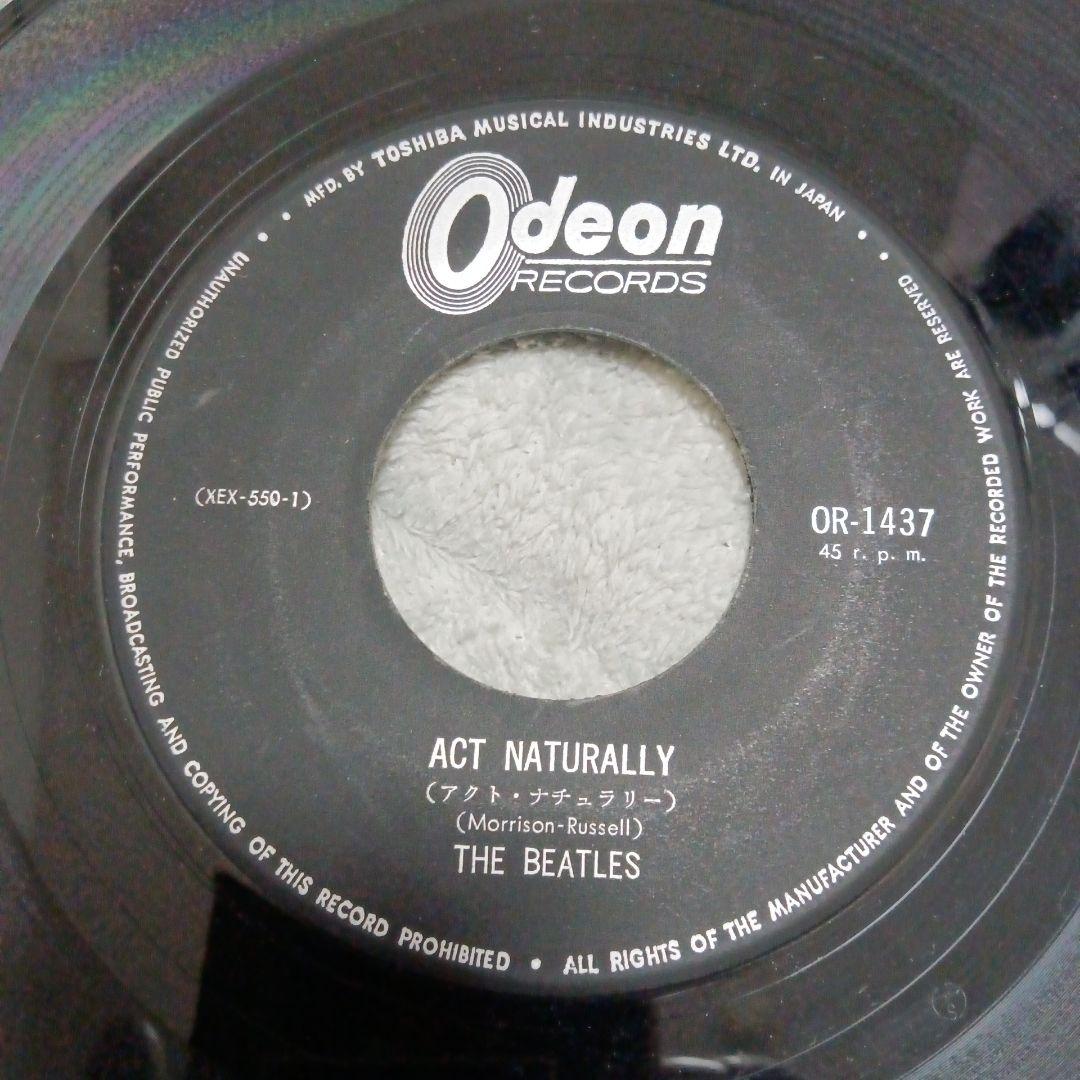 MFD. BY TOSHIBA MUSICAL INDUSTRIES LTD. IN JAPAN
Odeon
RECORDS
(XEX-550-1)
OR-1437
45 r. p. m.
ACT NATURALLY
(アクト・ナチュラリー)
(Morrison-Russell)
THE BEATLES
UNAUTHORIZED PUBLIC PERFORMANCE, BROADCASTING AND COPYING OF THIS RECORD PROHIBITED • ALL RIGHTS OF THE MANUFACTURER AND OF THE OWNER OF THE RECORDED WORK ARE RESERVED